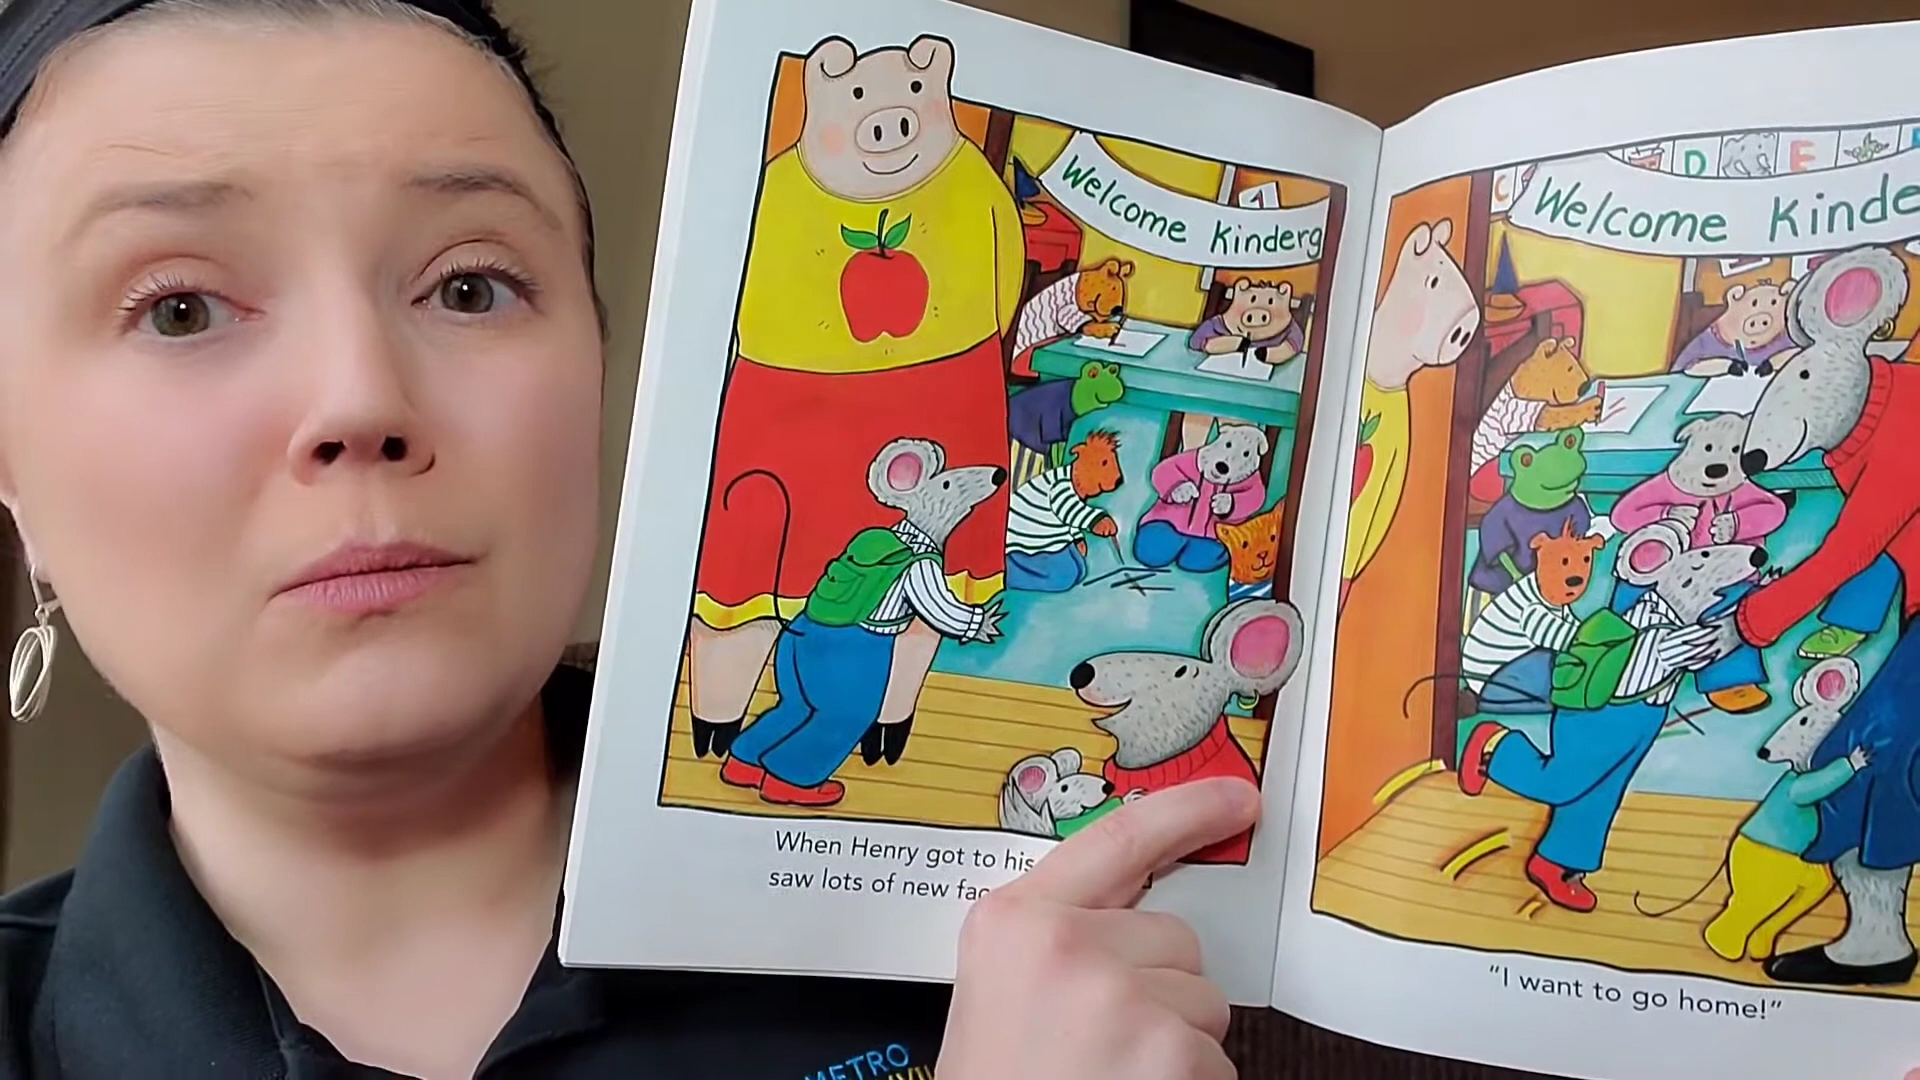 Welcome Kinderg
1
When Henry got to his
saw lots of new fac
C D E
Welcome Kinde
"I want to go home!"
METRO